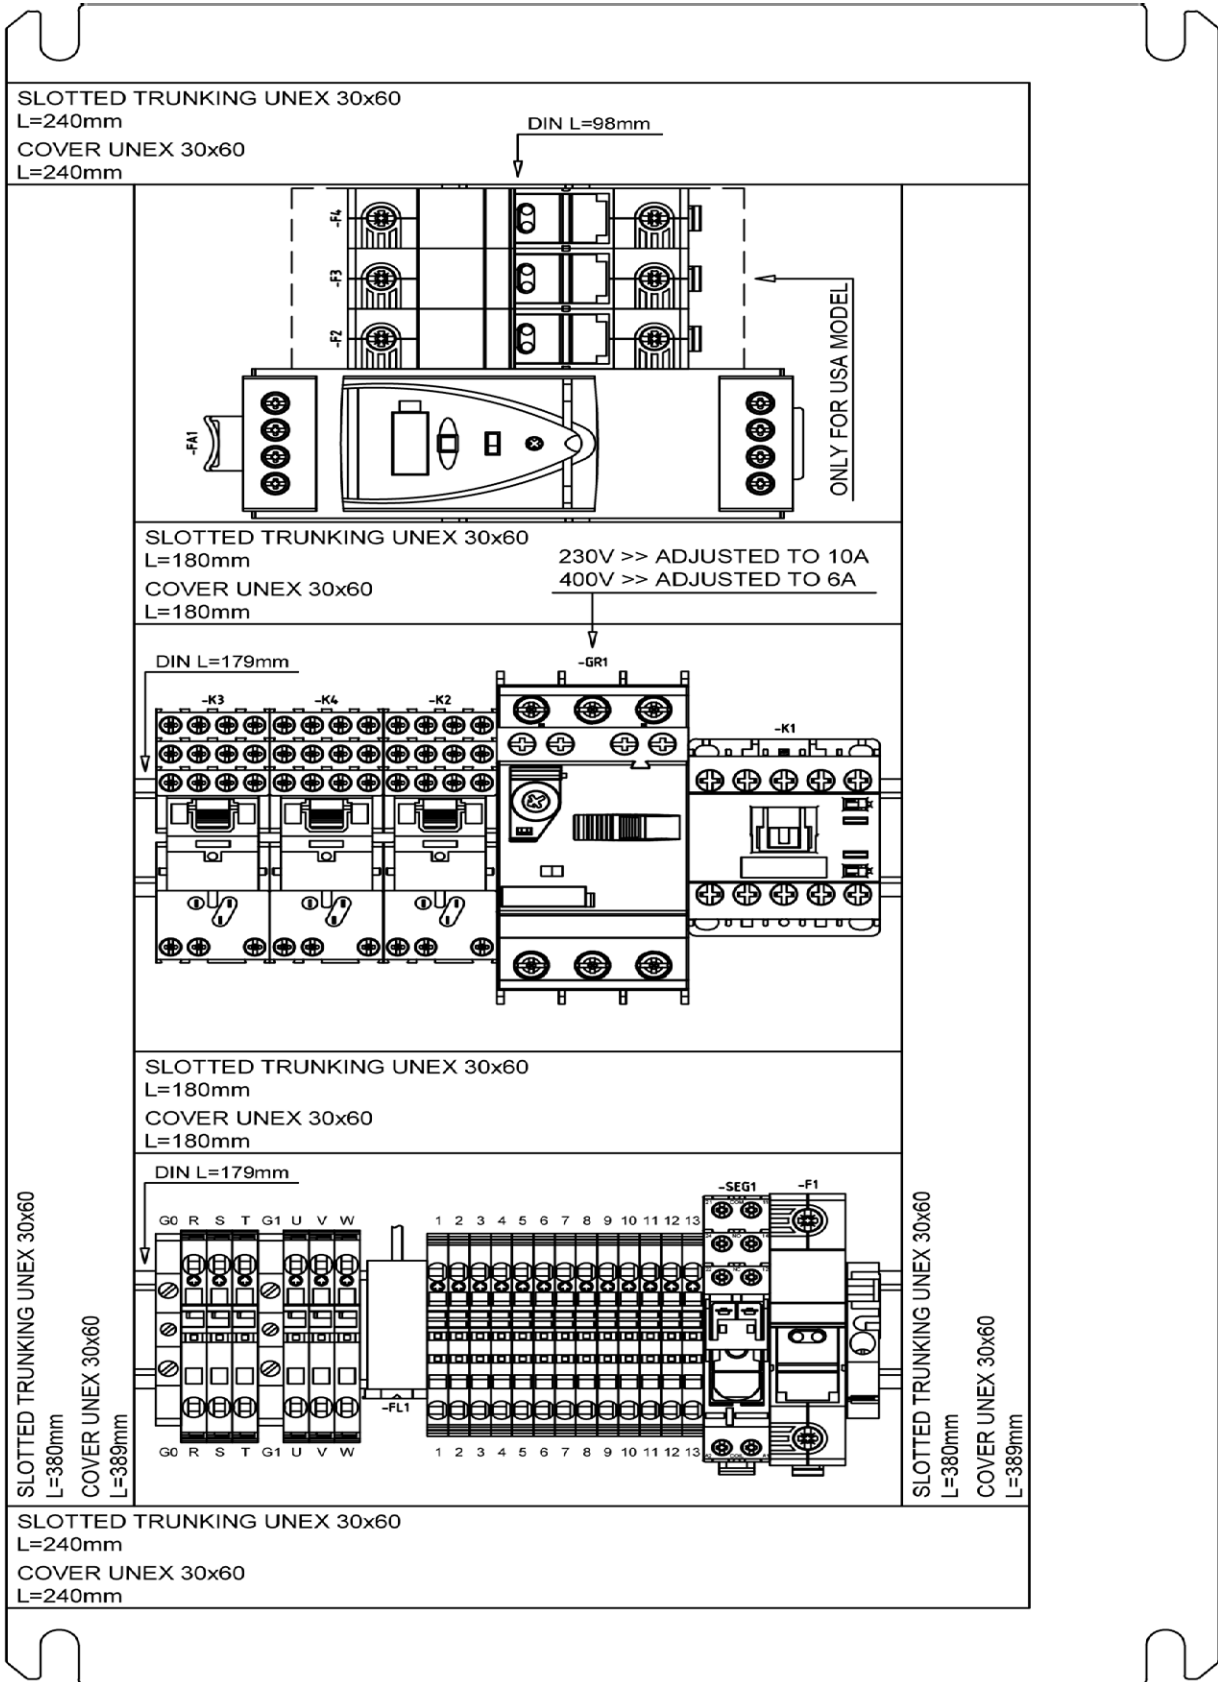 SLOTTED TRUNKING UNEX 30x60
L=240mm
COVER UNEX 30x60
L=240mm
DIN L=98mm
-F4
-F3
-F2
ONLY FOR USA MODEL
-FA1
SLOTTED TRUNKING UNEX 30x60
L=180mm
COVER UNEX 30x60
L=180mm
230V >> ADJUSTED TO 10A
400V >> ADJUSTED TO 6A
DIN L=179mm
-GR1
-K3 -K4 -K2
-K1
SLOTTED TRUNKING UNEX 30x60
L=180mm
COVER UNEX 30x60
L=180mm
DIN L=179mm
-SEG1 -F1
G0 R S T G1 U V W 1 2 3 4 5 6 7 8 9 10 11 12 13
-FL1
G0 R S T G1 U V W 1 2 3 4 5 6 7 8 9 10 11 12 13
SLOTTED TRUNKING UNEX 30x60
L=380mm
COVER UNEX 30x60
L=389mm
SLOTTED TRUNKING UNEX 30x60
L=380mm
COVER UNEX 30x60
L=389mm
SLOTTED TRUNKING UNEX 30x60
L=240mm
COVER UNEX 30x60
L=240mm